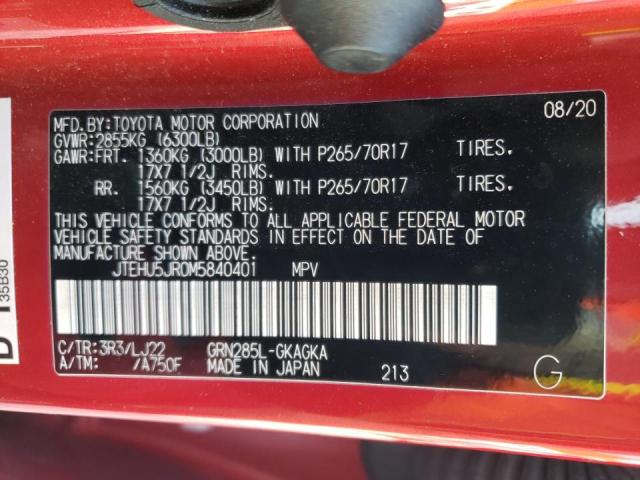 08/20
MFD.BY:TOYOTA MOTOR CORPORATION
GVWR:2855KG (6300LB)
GAWR:FRT. 1360KG (3000LB) WITH P265/70R17 TIRES.
17X7 1/2J RIMS.
RR. 1560KG (3450LB) WITH P265/70R17 TIRES.
17X7 1/2J RIMS.
THIS VEHICLE CONFORMS TO ALL APPLICABLE FEDERAL MOTOR
VEHICLE SAFETY STANDARDS IN EFFECT ON THE DATE OF
MANUFACTURE SHOWN ABOVE.
JTEHU5JR0M5840401 MPV
C/TR:3R3/LJ22 GRN285L-GKAGKA
A/TM: /A750F MADE IN JAPAN 213
G
35B30